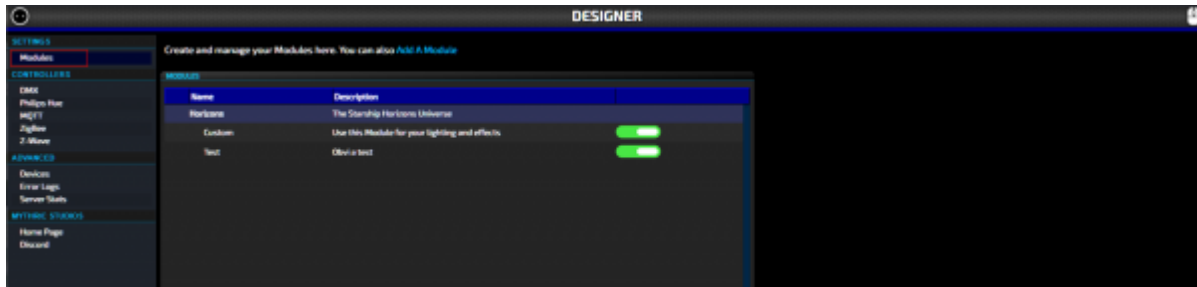 DESIGNER
SETTINGS
Modules
CONTROLLERS
DMX
Philips Hue
MQTT
ZigBee
Z-Wave
ADVANCED
Devices
Error Logs
Server Stats
MYTHRIC STUDIOS
Home Page
Discord
Create and manage your Modules here. You can also Add A Module
MODULES
Name Description
Horizons The Starship Horizons Universe
Custom Use this Module for your lighting and effects
Test Obvi a test